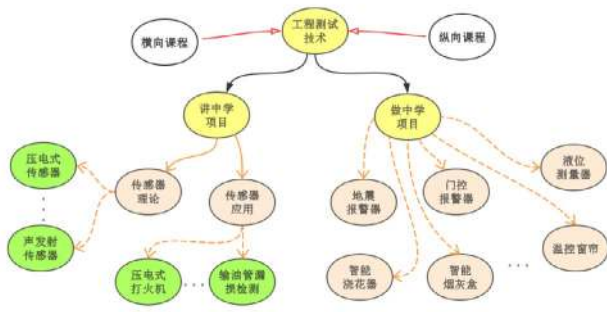 工程测试
技术
横向课程
纵向课程
讲中学
项目
做中学
项目
压电式
传感器
传感器
理论
传感器
应用
地震
报警器
门控
报警器
液位
测量器
声发射
传感器
温控窗帘
压电式
打火机
输油管漏
损检测
智能
浇花器
智能
烟灰盒